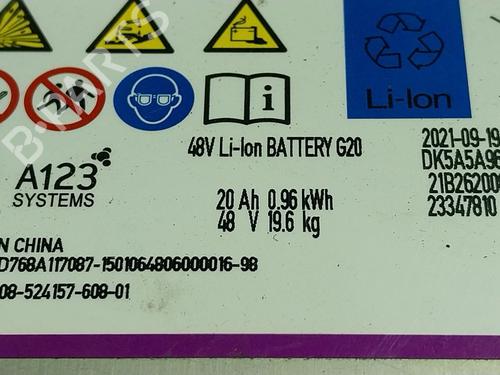 Li-Ion
48V Li-Ion BATTERY G20
A123
SYSTEMS
20 Ah 0.96 kWh
48 V 19.6 kg
2021-09-19
DK5A5A96
21B262000
23347810
N CHINA
D768A117087-1501064806000016-98
08-524157-608-01
B-PARTS